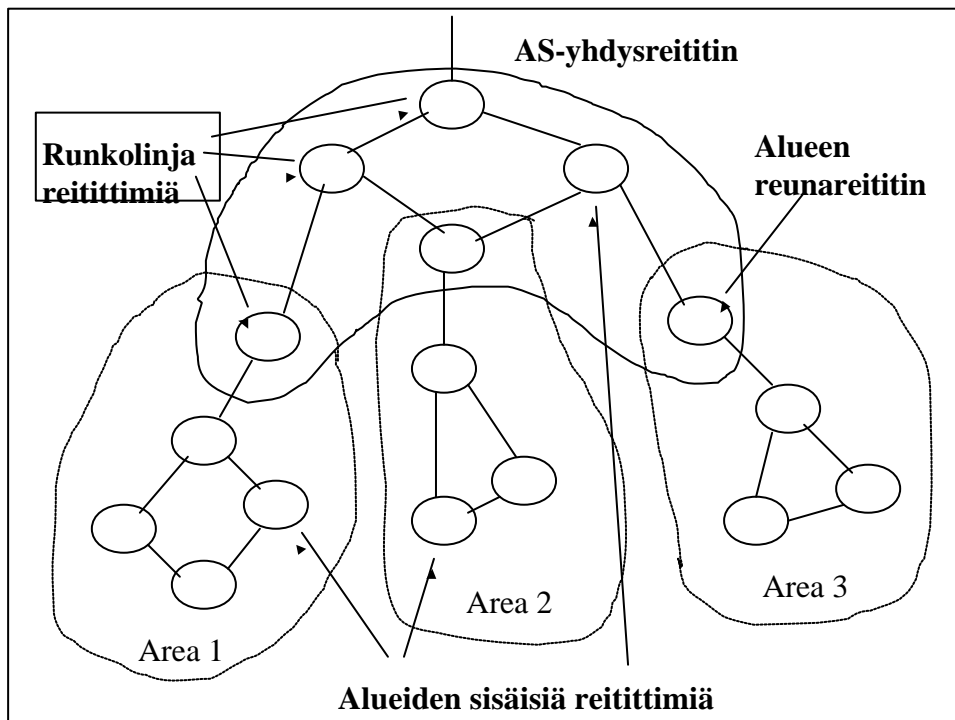 AS-yhdysreititin
Runkolinja
reitittimiä
Alueen
reunareititin
Area 1
Area 2
Area 3
Alueiden sisäisiä reitittimiä